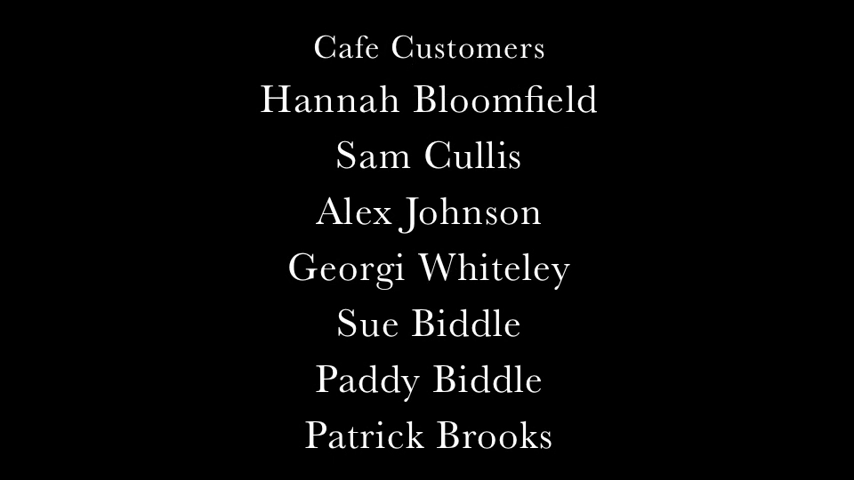 Cafe Customers
Hannah Bloomfield
Sam Cullis
Alex Johnson
Georgi Whiteley
Sue Biddle
Paddy Biddle
Patrick Brooks